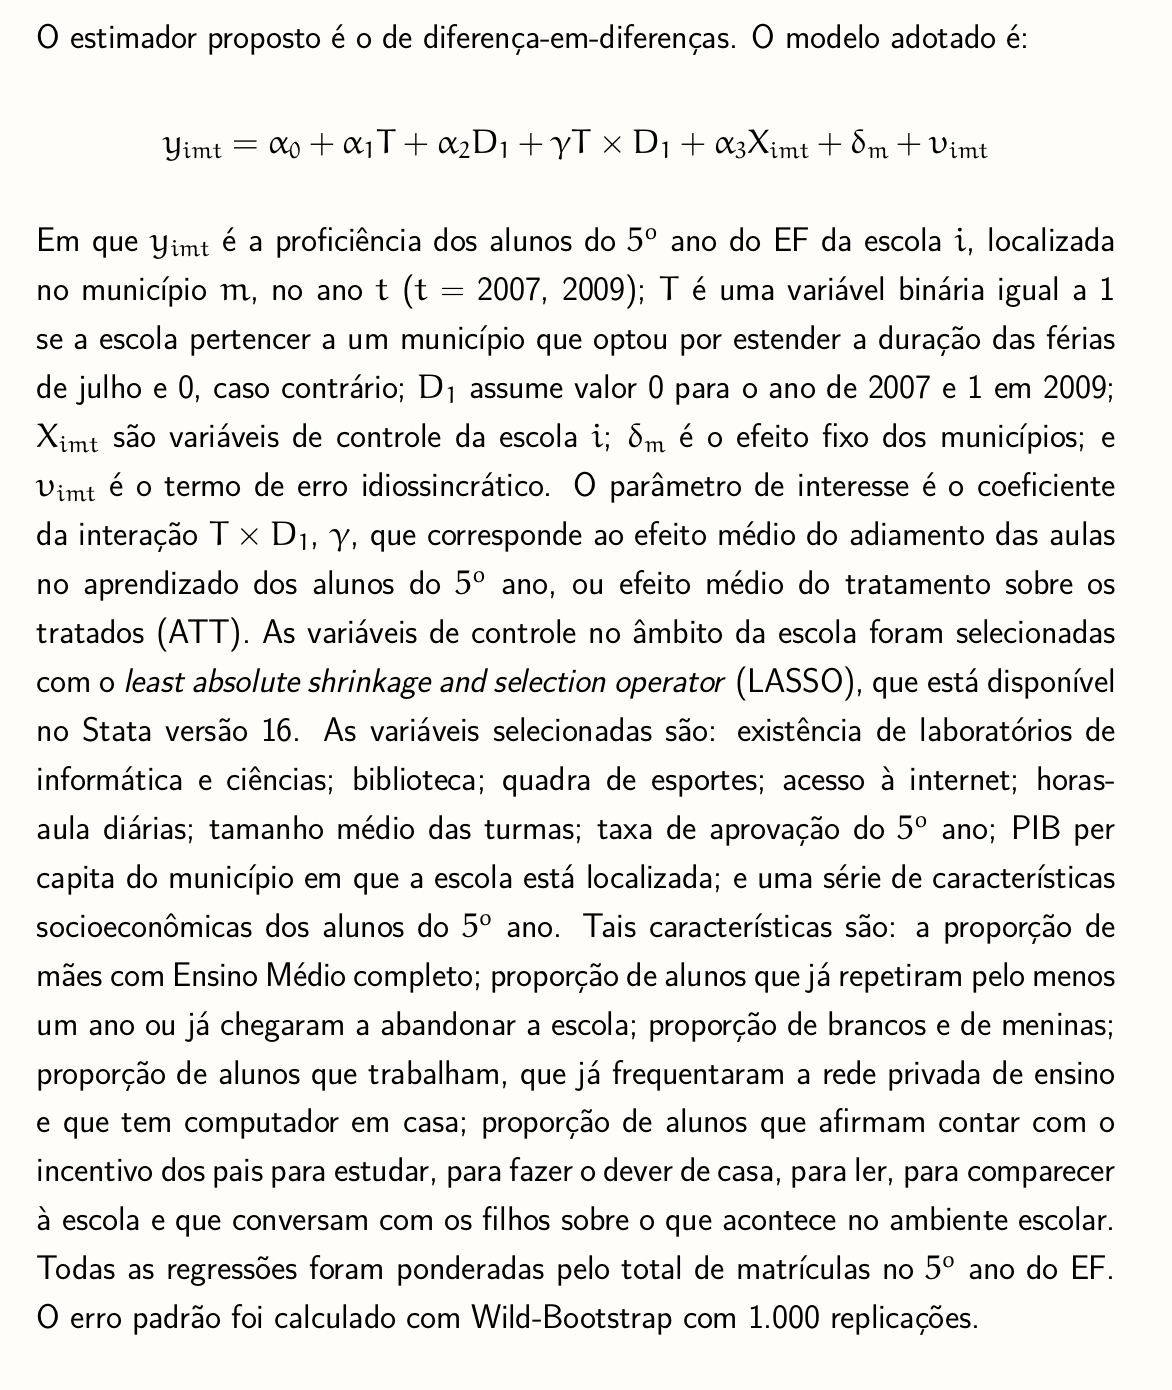 O estimador proposto é o de diferença-em-diferenças. O modelo adotado é:
y_{imt} = α_0 + α_1T + α_2D_1 + γT × D_1 + α_3X_{imt} + δ_m + υ_{imt}
Em que y_{imt} é a proficiência dos alunos do 5º ano do EF da escola i, localizada
no município m, no ano t (t = 2007, 2009); T é uma variável binária igual a 1
se a escola pertencer a um município que optou por estender a duração das férias
de julho e 0, caso contrário; D_1 assume valor 0 para o ano de 2007 e 1 em 2009;
X_{imt} são variáveis de controle da escola i; δ_m é o efeito fixo dos municípios; e
υ_{imt} é o termo de erro idiossincrático. O parâmetro de interesse é o coeficiente
da interação T × D_1, γ, que corresponde ao efeito médio do adiamento das aulas
no aprendizado dos alunos do 5º ano, ou efeito médio do tratamento sobre os
tratados (ATT). As variáveis de controle no âmbito da escola foram selecionadas
com o least absolute shrinkage and selection operator (LASSO), que está disponível
no Stata versão 16. As variáveis selecionadas são: existência de laboratórios de
informática e ciências; biblioteca; quadra de esportes; acesso à internet; horas-
aula diárias; tamanho médio das turmas; taxa de aprovação do 5º ano; PIB per
capita do município em que a escola está localizada; e uma série de características
socioeconômicas dos alunos do 5º ano. Tais características são: a proporção de
mães com Ensino Médio completo; proporção de alunos que já repetiram pelo menos
um ano ou já chegaram a abandonar a escola; proporção de brancos e de meninas;
proporção de alunos que trabalham, que já frequentaram a rede privada de ensino
e que tem computador em casa; proporção de alunos que afirmam contar com o
incentivo dos pais para estudar, para fazer o dever de casa, para ler, para comparecer
à escola e que conversam com os filhos sobre o que acontece no ambiente escolar.
Todas as regressões foram ponderadas pelo total de matrículas no 5º ano do EF.
O erro padrão foi calculado com Wild-Bootstrap com 1.000 replicações.